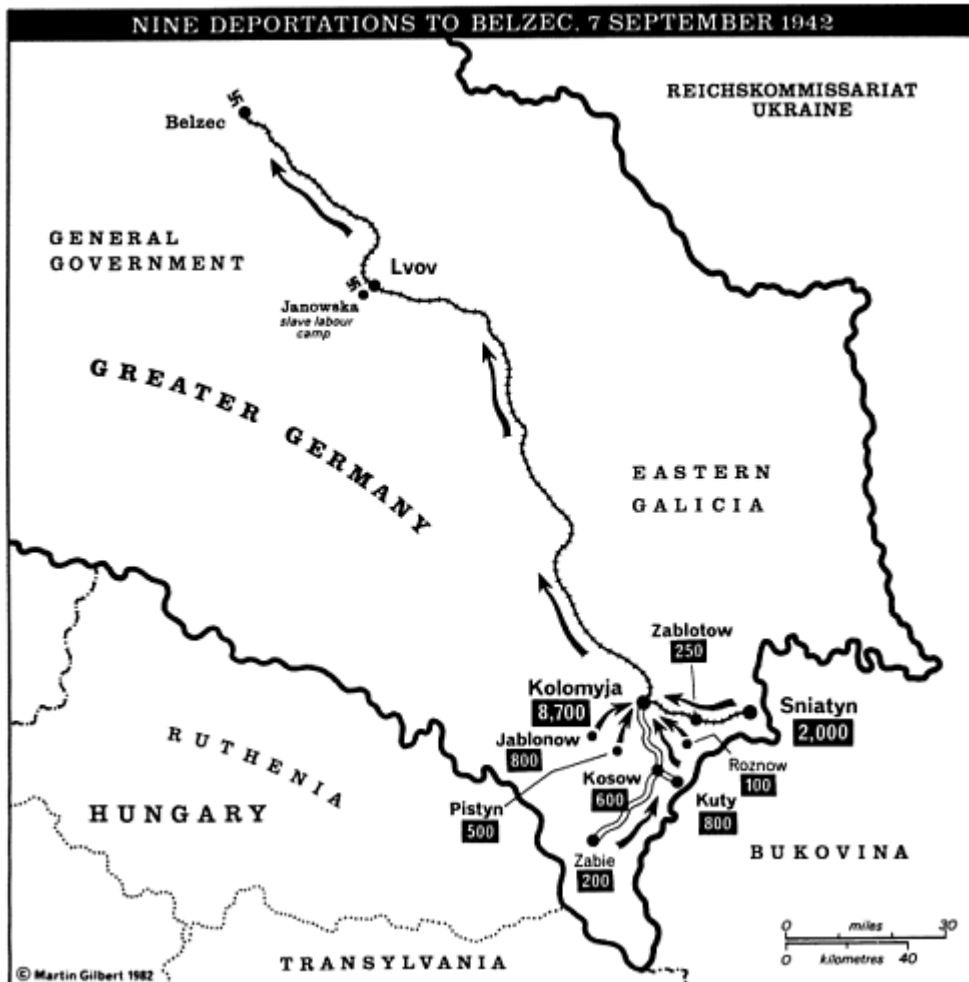 NINE DEPORTATIONS TO BELZEC, 7 SEPTEMBER 1942
REICHSKOMMISSARIAT
UKRAINE
Belzec
GENERAL
GOVERNMENT
Lvov
Janowska
slave labour
camp
GREATER GERMANY
EASTERN
GALICIA
Zablotow
250
Kolomyja
8,700
Sniatyn
2,000
Jablonow
800
Roznow
100
Kosow
600
Pistyn
500
Kuty
800
RUTHENIA
HUNGARY
Zabie
200
BUKOVINA
0 miles 30
0 kilometres 40
TRANSYLVANIA
© Martin Gilbert 1982